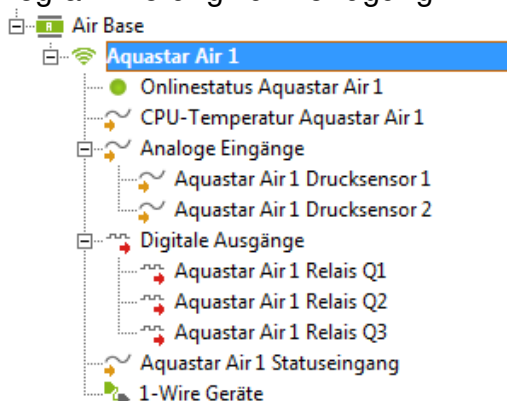 Air Base
Aquastar Air 1
Onlinestatus Aquastar Air 1
CPU-Temperatur Aquastar Air 1
Analoge Eingänge
Aquastar Air 1 Drucksensor 1
Aquastar Air 1 Drucksensor 2
Digitale Ausgänge
Aquastar Air 1 Relais Q1
Aquastar Air 1 Relais Q2
Aquastar Air 1 Relais Q3
Aquastar Air 1 Statuseingang
1-Wire Geräte